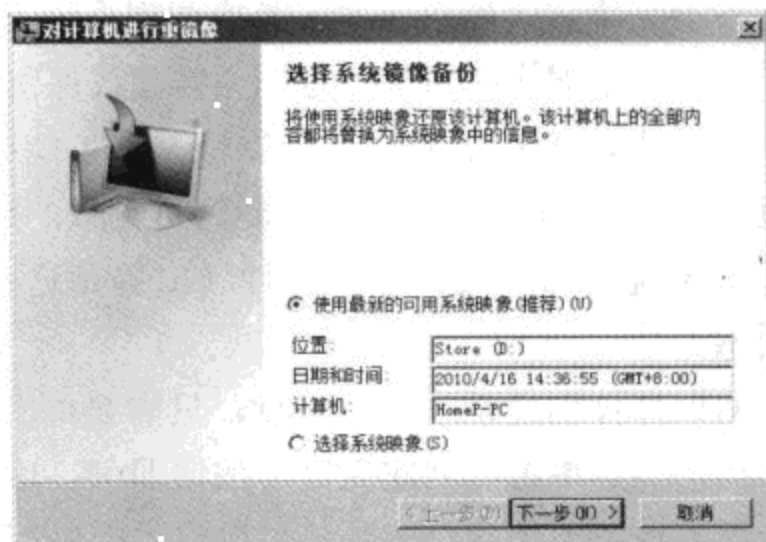 对计算机进行重镜像
选择系统镜像备份
将使用系统映象还原该计算机。该计算机上的全部内
容都将替换为系统映象中的信息。
使用最新的可用系统映象(推荐)(U)
位置:
Store (D:)
日期和时间:
2010/4/16 14:36:55 (GMT+8:00)
计算机:
HomeP-PC
选择系统映象(S)
< 上一步(B) 下一步(N) > 取消